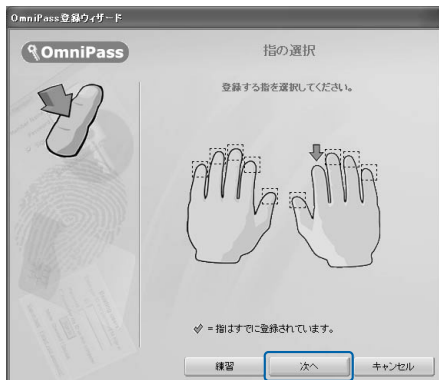 OmniPass登録ウィザード
OmniPass
指の選択
登録する指を選択してください。
= 指はすでに登録されています。
練習
次へ
キャンセル